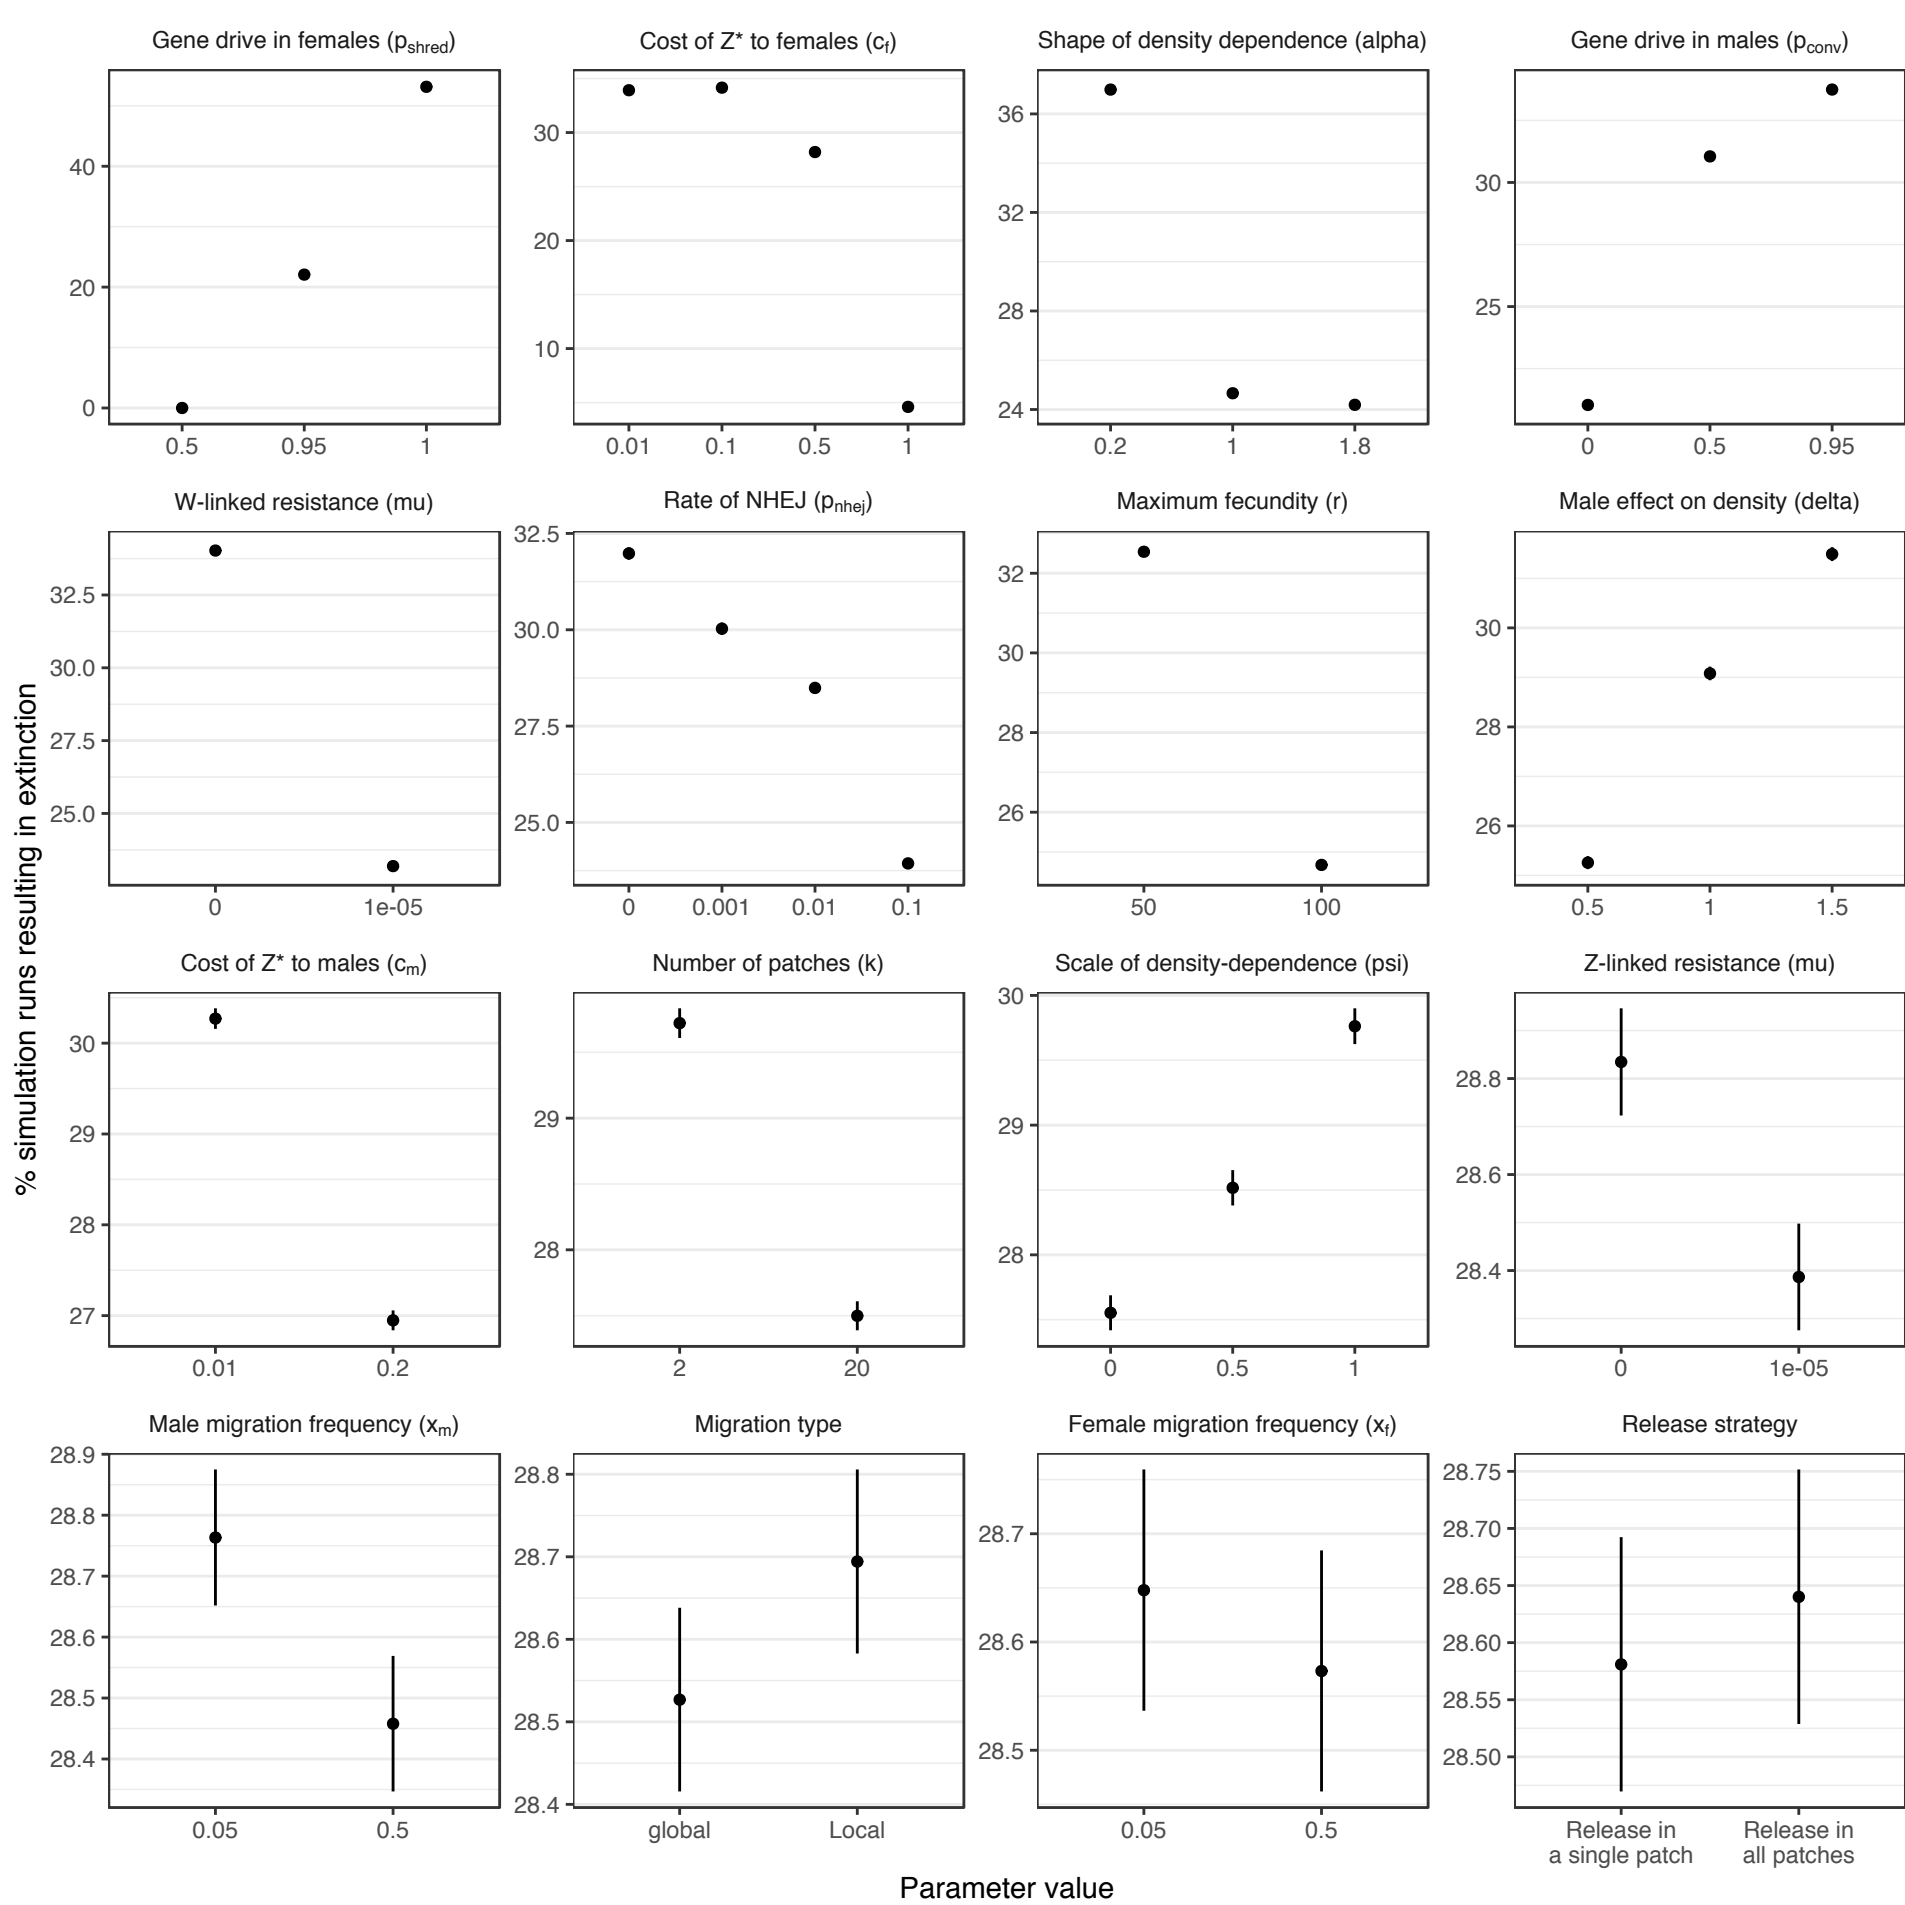 Gene drive in females (pshred)
Cost of Z* to females (cf)
Shape of density dependence (alpha)
Gene drive in males (pconv)
40
20
0
0.5 0.95 1
30
20
10
0.01 0.1 0.5 1
36
32
28
24
0.2 1 1.8
30
25
0 0.5 0.95
W-linked resistance (mu)
Rate of NHEJ (pnhej)
Maximum fecundity (r)
Male effect on density (delta)
32.5
30.0
27.5
25.0
0 1e-05
32.5
30.0
27.5
25.0
0 0.001 0.01 0.1
32
30
28
26
50 100
30
28
26
0.5 1 1.5
% simulation runs resulting in extinction
Cost of Z* to males (cm)
Number of patches (k)
Scale of density-dependence (psi)
Z-linked resistance (mu)
30
29
28
27
0.01 0.2
29
28
2 20
30
29
28
0 0.5 1
28.8
28.6
28.4
0 1e-05
Male migration frequency (xm)
Migration type
Female migration frequency (xf)
Release strategy
28.9
28.8
28.7
28.6
28.5
28.4
0.05 0.5
28.8
28.7
28.6
28.5
28.4
global Local
28.7
28.6
28.5
0.05 0.5
28.75
28.70
28.65
28.60
28.55
28.50
Release in
a single patch
Release in
all patches
Parameter value